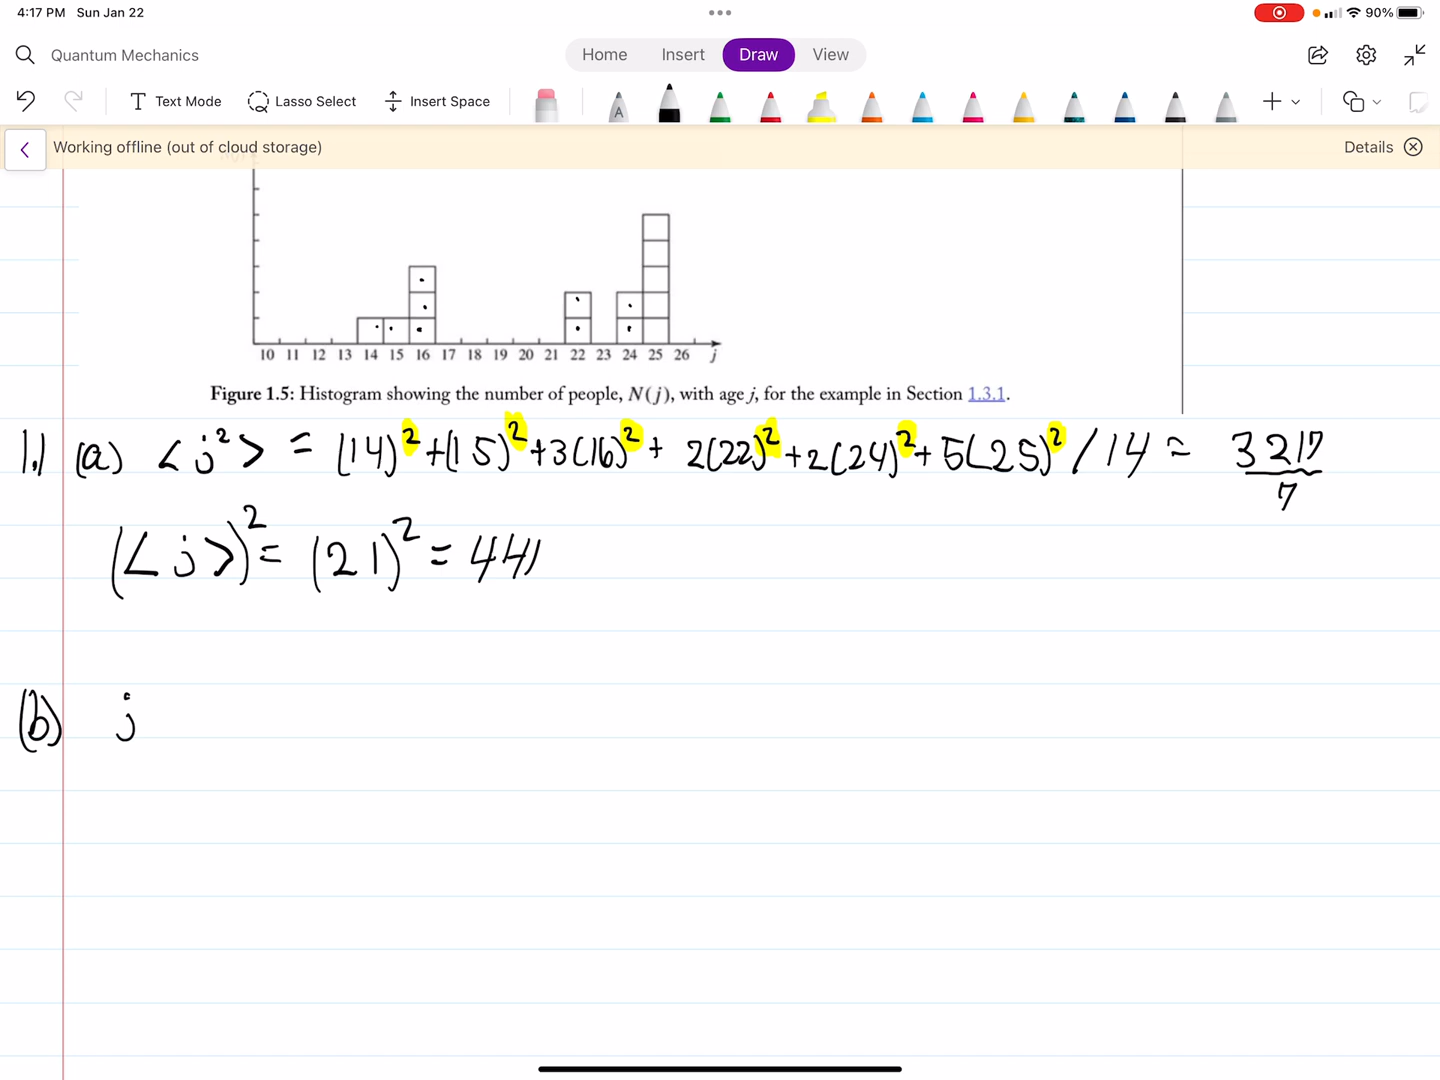 4:17 PM Sun Jan 22
90%
Quantum Mechanics
Home Insert Draw View
Text Mode Lasso Select Insert Space
Working offline (out of cloud storage) Details
10 11 12 13 14 15 16 17 18 19 20 21 22 23 24 25 26 j
Figure 1.5: Histogram showing the number of people, N(j), with age j, for the example in Section 1.3.1.
1.1 (a) <j²> = (14)² + (15)² + 3(16)² + 2(22)² + 2(24)² + 5(25)² / 14 = 3217/7
(<j>)² = (21)² = 441
(b) j